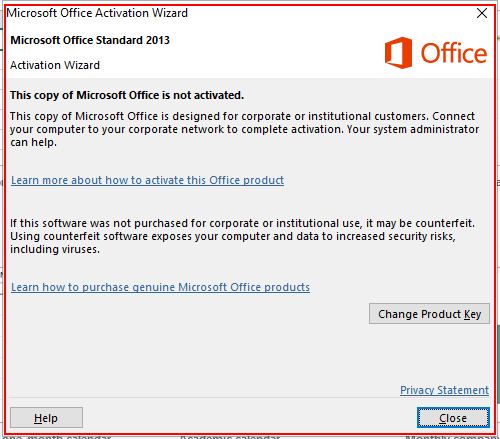 Microsoft Office Activation Wizard
Microsoft Office Standard 2013
Activation Wizard
Office
This copy of Microsoft Office is not activated.
This copy of Microsoft Office is designed for corporate or institutional customers. Connect
your computer to your corporate network to complete activation. Your system administrator
can help.
Learn more about how to activate this Office product
If this software was not purchased for corporate or institutional use, it may be counterfeit.
Using counterfeit software exposes your computer and data to increased security risks,
including viruses.
Learn how to purchase genuine Microsoft Office products
Change Product Key
Privacy Statement
Help
Close
one-month calendar
Academic calendar